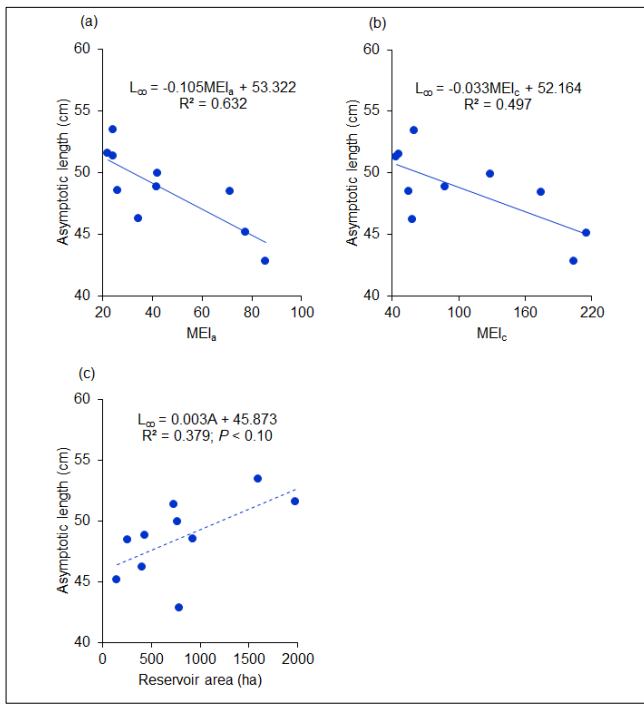 (a)
60
55
50
45
40
Asymptotic length (cm)
L∞ = -0.105MEIₐ + 53.322
R² = 0.632
20 40 60 80 100
MEIₐ
(b)
60
55
50
45
40
Asymptotic length (cm)
L∞ = -0.033MEI꜀ + 52.164
R² = 0.497
40 100 160 220
MEI꜀
(c)
60
55
50
45
40
Asymptotic length (cm)
L∞ = 0.003A + 45.873
R² = 0.379; P < 0.10
0 500 1000 1500 2000
Reservoir area (ha)